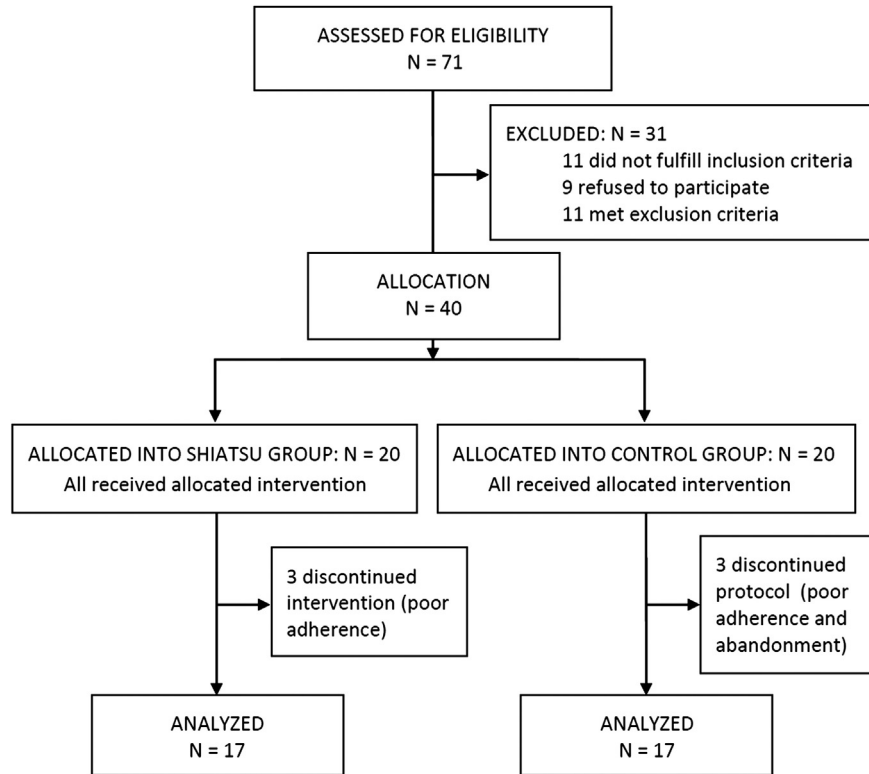 ASSESSED FOR ELIGIBILITY
N = 71
EXCLUDED: N = 31
11 did not fulfill inclusion criteria
9 refused to participate
11 met exclusion criteria
ALLOCATION
N = 40
ALLOCATED INTO SHIATSU GROUP: N = 20
All received allocated intervention
ALLOCATED INTO CONTROL GROUP: N = 20
All received allocated intervention
3 discontinued
intervention (poor
adherence)
3 discontinued
protocol (poor
adherence and
abandonment)
ANALYZED
N = 17
ANALYZED
N = 17